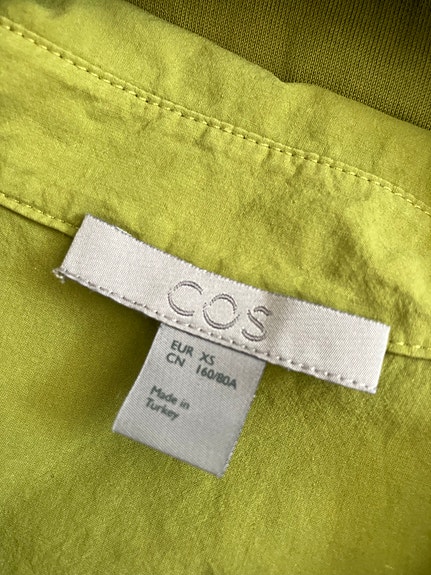 COS
EUR XS
CN 160/80A
Made in
Turkey